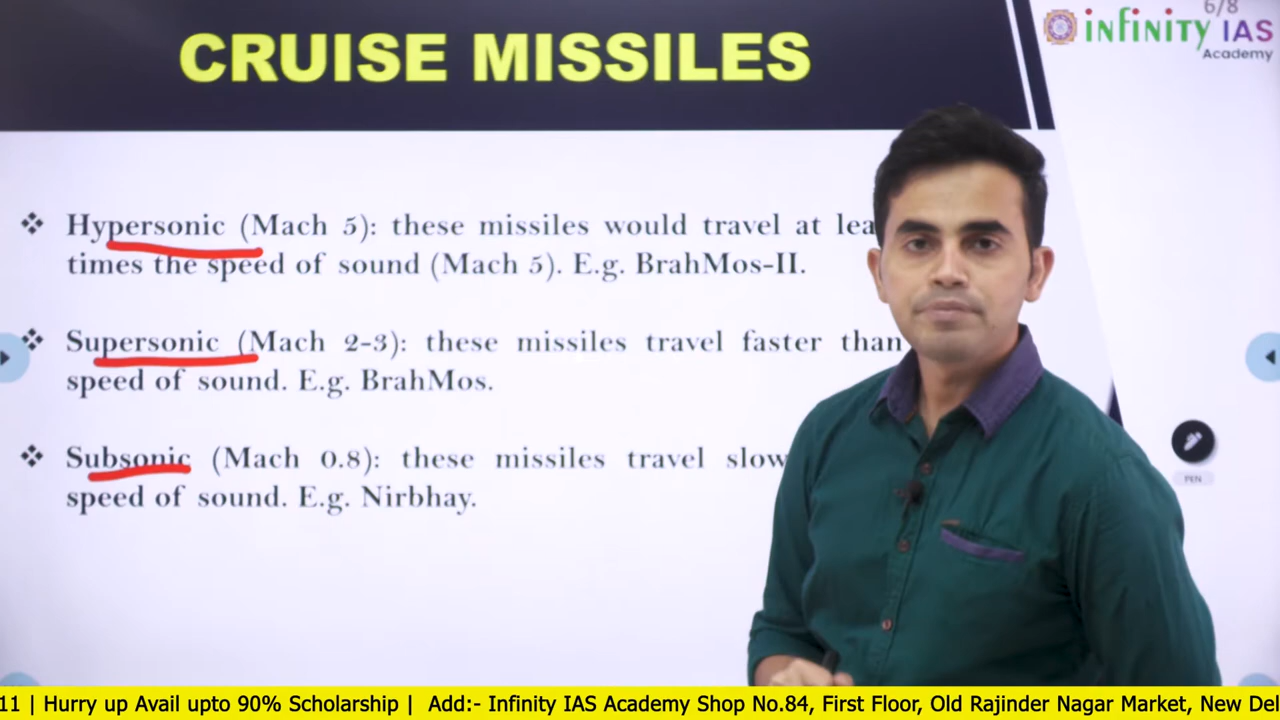 6/8
infinity IAS
Academy
CRUISE MISSILES
Hypersonic (Mach 5): these missiles would travel at
times the speed of sound (Mach 5). E.g. BrahMos-II.
Supersonic (Mach 2-3): these missiles travel faster than
speed of sound. E.g. BrahMos.
Subsonic (Mach 0.8): these missiles travel
speed of sound. E.g. Nirbhay.
PEN
11 | Hurry up Avail upto 90% Scholarship | Add:- Infinity IAS Academy Shop No.84, First Floor, Old Rajinder Nagar Market, New Del